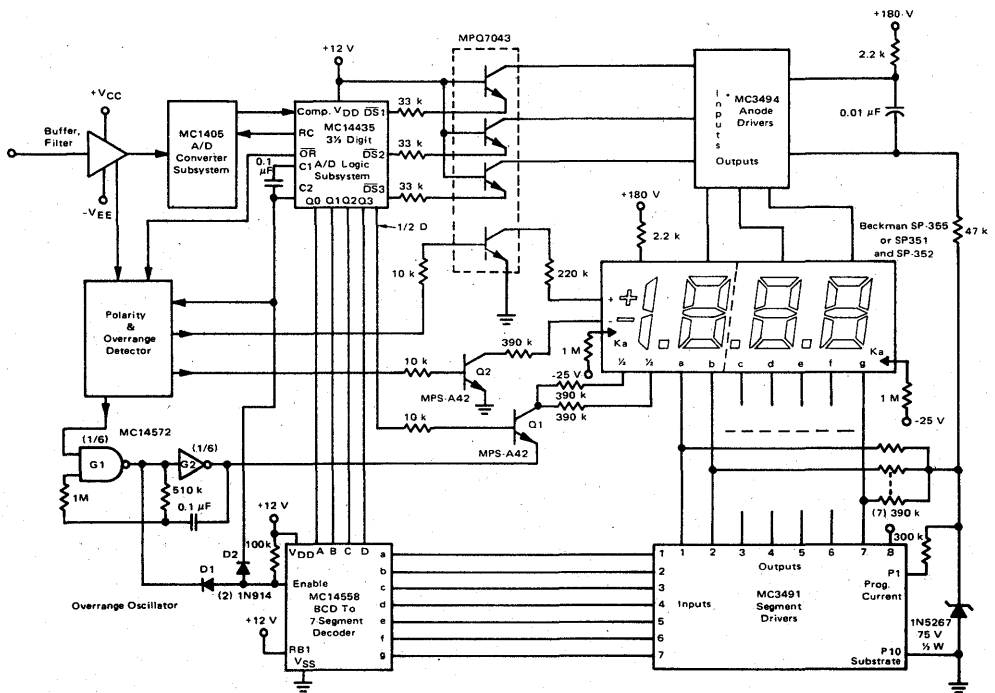 +180 V
MPQ7043
+12 V
2.2 k
+VCC
Buffer,
Filter
-VEE
MC1405
A/D
Converter
Subsystem
Comp. VDD DS1
RC
MC14435
3½ Digit
OR
DS2
C1
A/D Logic
Subsystem
C2
DS3
Q0 Q1 Q2 Q3
0.1
µF
33 k
33 k
33 k
Inputs
MC3494
Anode
Drivers
Outputs
0.01 µF
1/2 D
+180 V
2.2 k
Beckman SP-355
or SP351
and SP-352
47 k
10 k
220 k
Polarity
&
Overrange
Detector
+
-
Ka
½ ½ a b c d e f g
Ka
1 M
-25 V
1 M
-25 V
390 k
10 k
Q2
MPS-A42
390 k
390 k
10 k
Q1
MPS-A42
MC14572
(1/6)
G1
(1/6)
G2
1M
510 k
0.1 µF
(7) 390 k
+12 V
100k
D2
D1
(2) 1N914
Overrange Oscillator
+12 V
VDD A B C D
Enable
MC14558
BCD To
7-Segment
Decoder
RB1
VSS
a
b
c
d
e
f
g
1
2
3
4
5
6
7
Inputs
1 2 3 4 5 6 7 8
Outputs
MC3491
Segment
Drivers
300 k
P1
Prog.
Current
P10
Substrate
1N5267
75 V
½ W